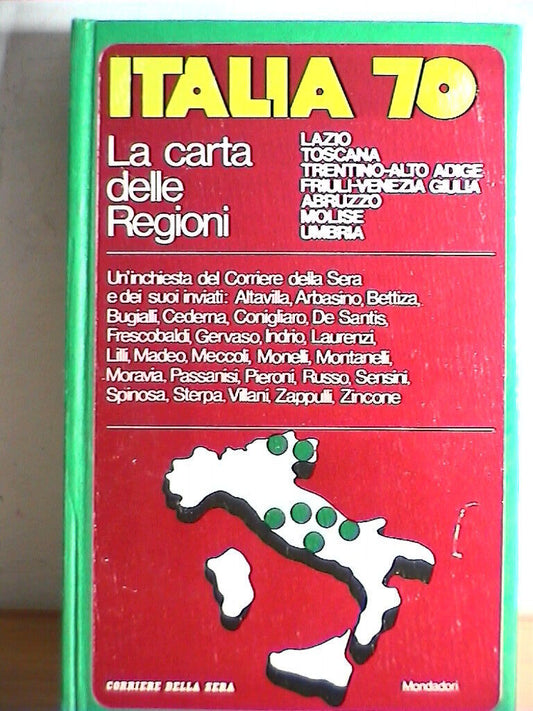 ITALIA 70
La carta
delle
Regioni
LAZIO
TOSCANA
TRENTINO-ALTO ADIGE
FRIULI-VENEZIA GIULIA
ABRUZZO
MOLISE
UMBRIA
Un'inchiesta del Corriere della Sera
e dei suoi inviati: Altavilla, Arbasino, Bettiza,
Bugialli, Cederna, Conigliaro, De Santis,
Frescobaldi, Gervaso, Indrio, Laurenzi,
Lilli, Madeo, Meccoli, Monelli, Montanelli,
Moravia, Passanisi, Pieroni, Russo, Sensini,
Spinosa, Sterpa, Villani, Zappulli, Zincone
CORRIERE DELLA SERA
Mondadori